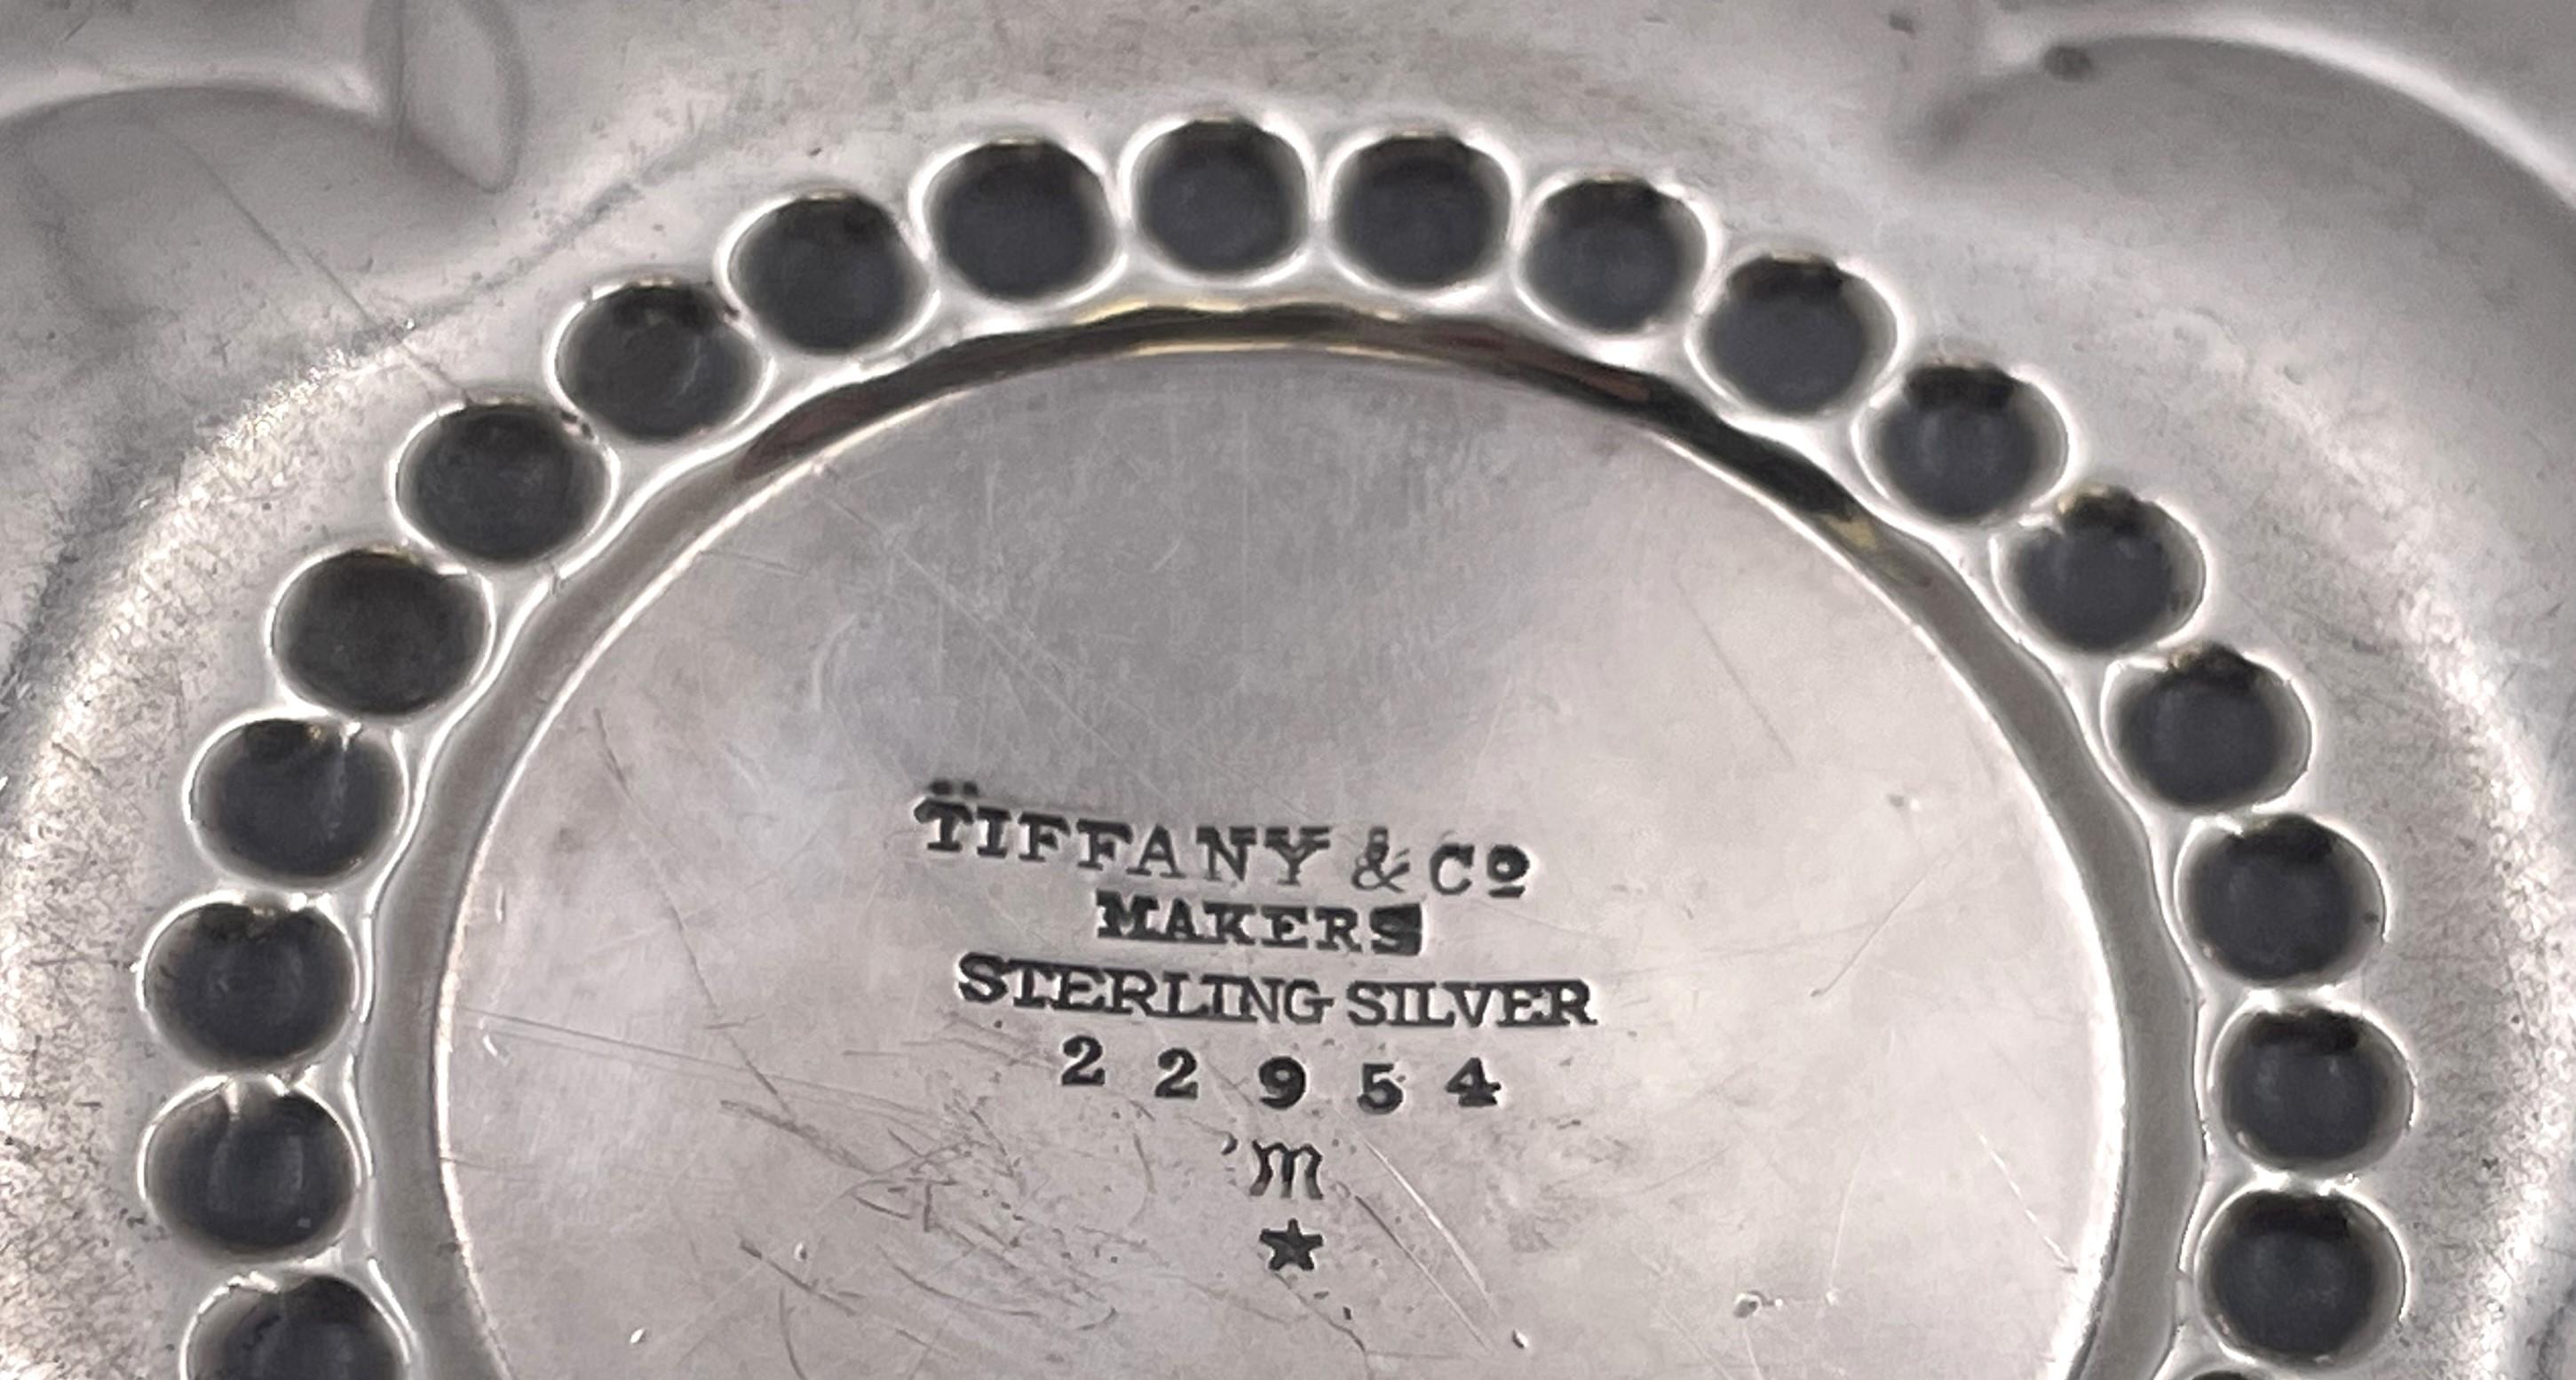 TIFFANY & Co
MAKERS
STERLING SILVER
22954
m
★